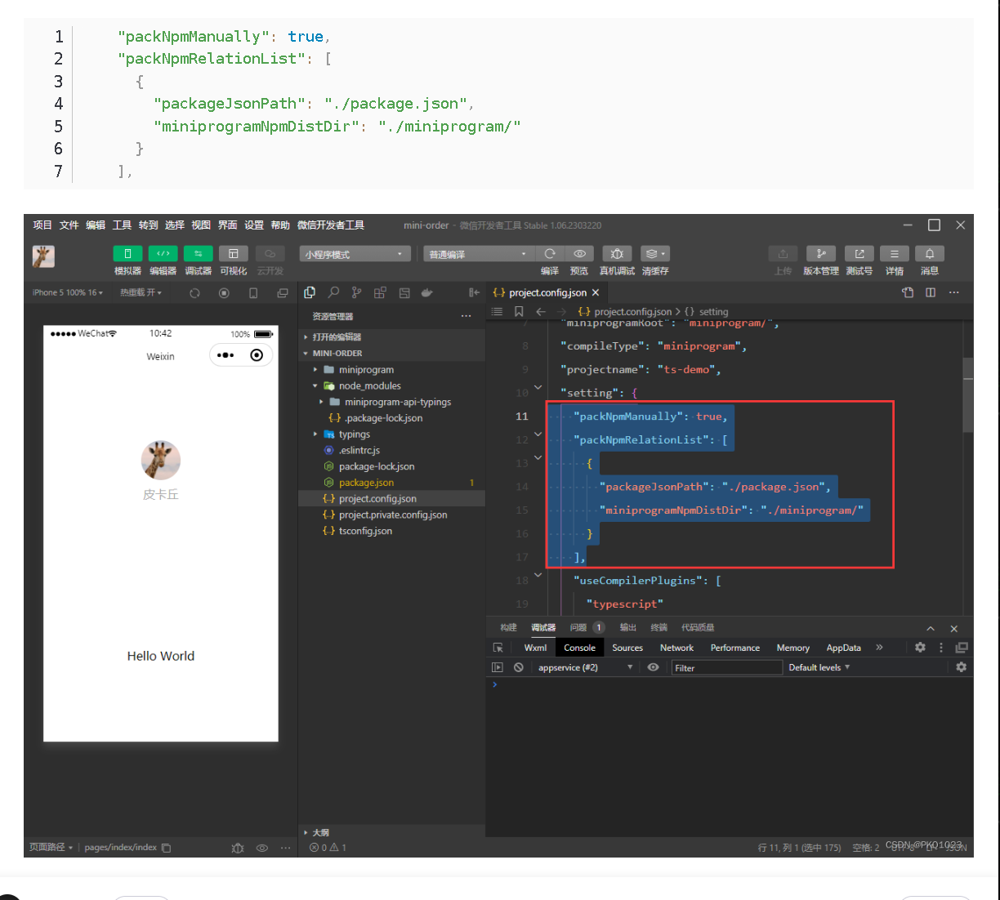 1 "packNpmManually": true,
2 "packNpmRelationList": [
3 {
4 "packageJsonPath": "./package.json",
5 "miniprogramNpmDistDir": "./miniprogram/"
6 }
7 ],
项目 文件 编辑 工具 转到 选择 视图 界面 设置 帮助 微信开发者工具 mini-order - 微信开发者工具 Stable 1.06.2303220
小程序模式 普通编译
模拟器 编辑器 调试器 可视化 云开发 编译 预览 真机调试 清缓存 上传 版本管理 测试号 详情 消息
iPhone 5 100% 16 热重载 开
{..} project.config.json
资源管理器
{..} project.config.json > {} setting
打开的编辑器
MINI-ORDER
miniprogram
node_modules
miniprogram-api-typings
{..} .package-lock.json
typings
.eslintrc.js
package-lock.json
package.json 1
{..} project.config.json
{..} project.private.config.json
{..} tsconfig.json
WeChat 10:42 100%
Weixin
皮卡丘
Hello World
7 "miniprogramRoot": "miniprogram/",
8 "compileType": "miniprogram",
9 "projectname": "ts-demo",
10 "setting": {
11 "packNpmManually": true,
12 "packNpmRelationList": [
13 {
14 "packageJsonPath": "./package.json",
15 "miniprogramNpmDistDir": "./miniprogram/"
16 }
17 ],
18 "useCompilerPlugins": [
19 "typescript"
构建 调试器 问题 1 输出 终端 代码质量
Wxml Console Sources Network Performance Memory AppData »
appservice (#2) Filter Default levels
>
大纲
页面路径 | pages/index/index
0 1
行 11, 列 1 (选中 175) 空格: 2 UTF-8 LF JSON
CSDN @PKQ1023